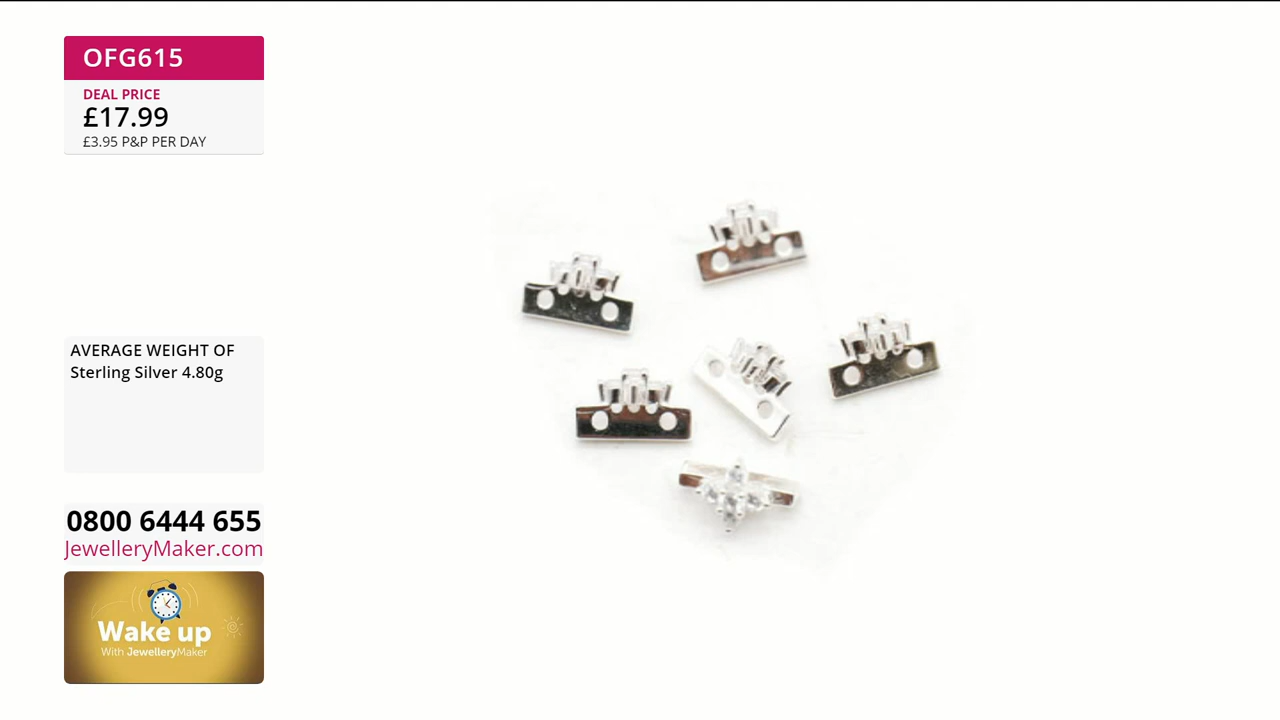 OFG615
DEAL PRICE
£17.99
£3.95 P&P PER DAY
AVERAGE WEIGHT OF
Sterling Silver 4.80g
0800 6444 655
JewelleryMaker.com
Wake up
With JewelleryMaker